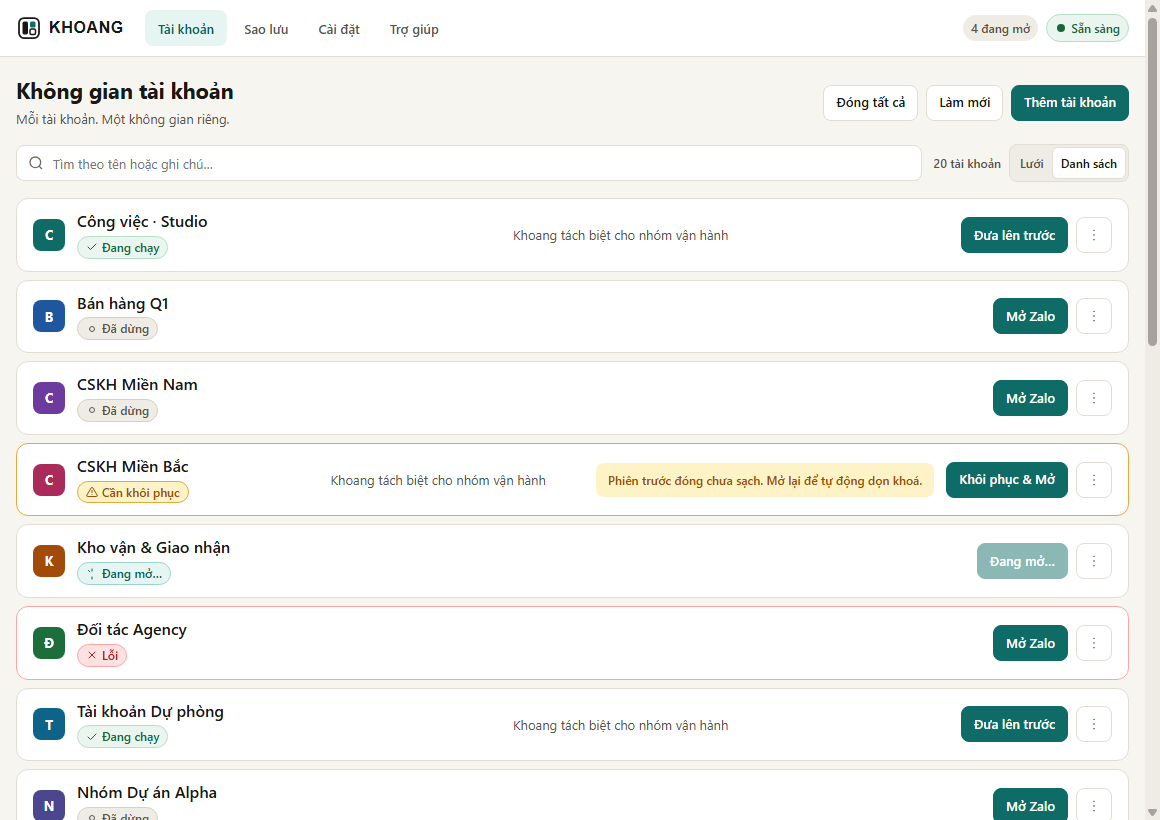 KHOANG
Tài khoản
Sao lưu
Cài đặt
Trợ giúp
4 đang mở
Sẵn sàng
Không gian tài khoản
Mỗi tài khoản. Một không gian riêng.
Đóng tất cả
Làm mới
Thêm tài khoản
Tìm theo tên hoặc ghi chú...
20 tài khoản
Lưới
Danh sách
C
Công việc · Studio
Đang chạy
Khoang tách biệt cho nhóm vận hành
Đưa lên trước
B
Bán hàng Q1
Đã dừng
Mở Zalo
C
CSKH Miền Nam
Đã dừng
Mở Zalo
C
CSKH Miền Bắc
Cần khôi phục
Khoang tách biệt cho nhóm vận hành
Phiên trước đóng chưa sạch. Mở lại để tự động dọn khoá.
Khôi phục & Mở
K
Kho vận & Giao nhận
Đang mở...
Đang mở...
Đ
Đối tác Agency
Lỗi
Mở Zalo
T
Tài khoản Dự phòng
Đang chạy
Khoang tách biệt cho nhóm vận hành
Đưa lên trước
N
Nhóm Dự án Alpha
Đã dừng
Mở Zalo